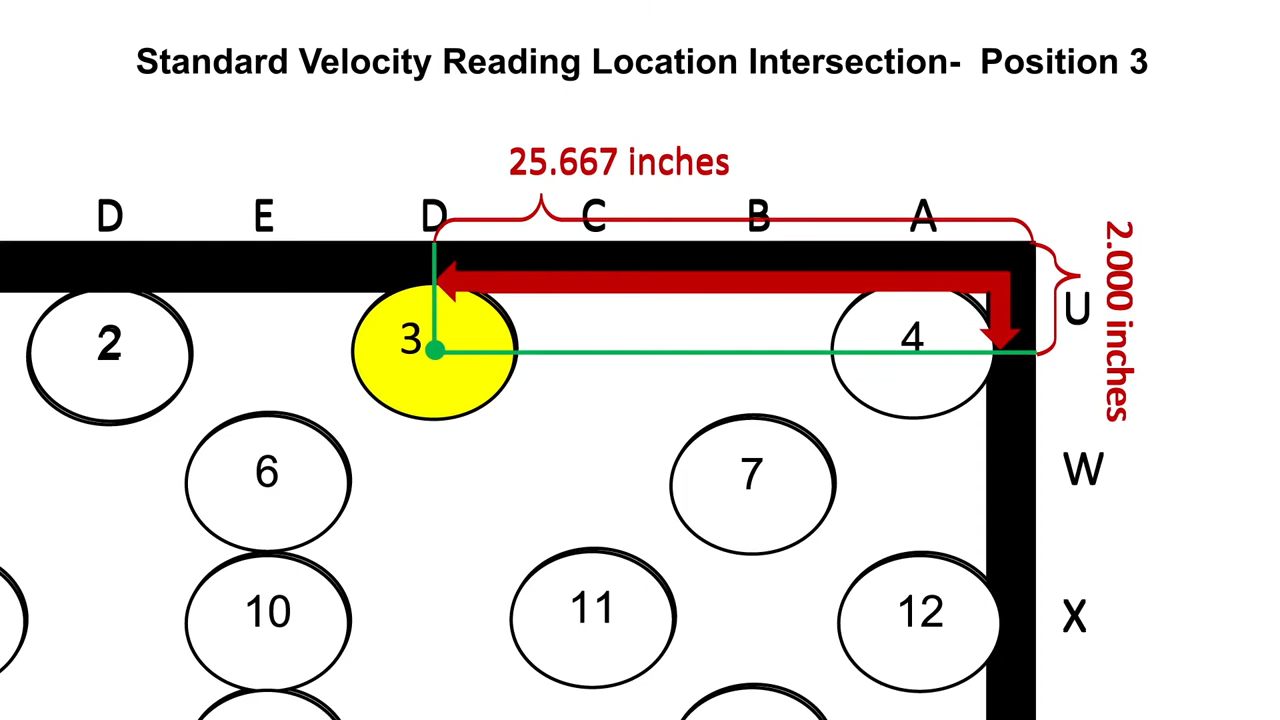 Standard Velocity Reading Location Intersection- Position 3
25.667 inches
D E D C B A
2.000 inches
U
2 3 4
6 7
W
10 11 12
X